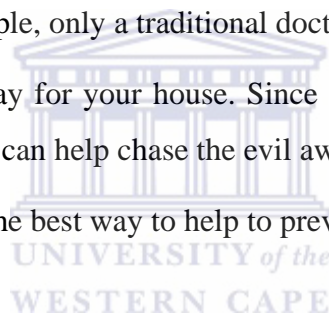 ple, only a traditional doct
ay for your house. Since
can help chase the evil aw
ne best way to help to prev
UNIVERSITY of the
WESTERN CAPE